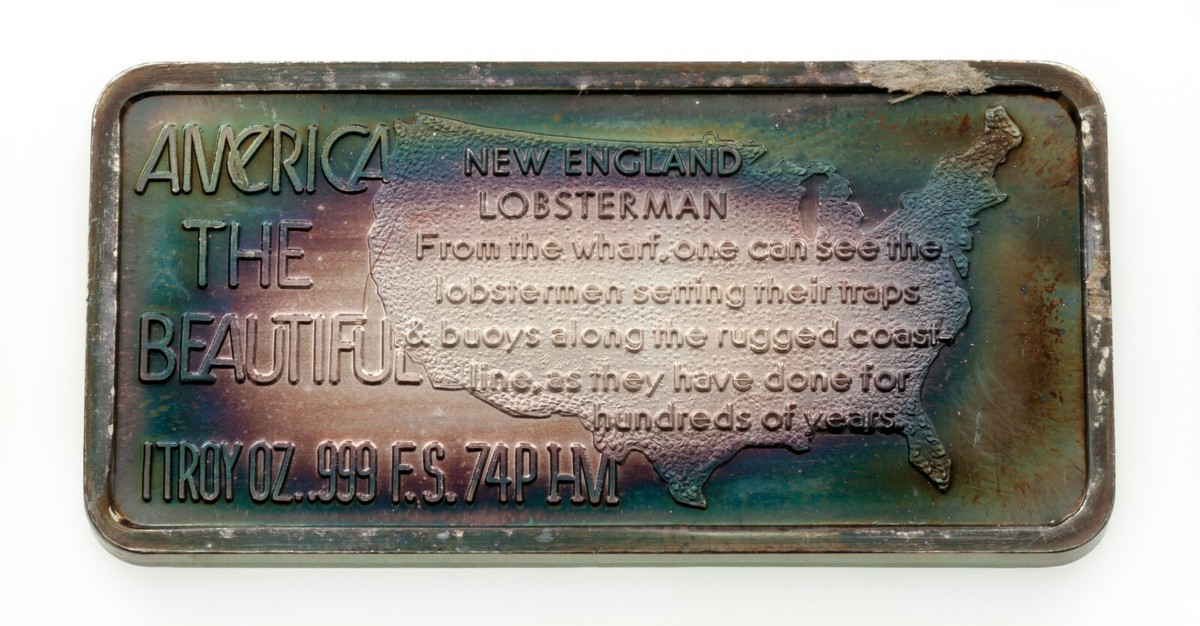 AMERICA
THE
BEAUTIFUL
1 TROY OZ. .999 F.S. 74P HM
NEW ENGLAND
LOBSTERMAN
From the wharf, one can see the
lobstermen setting their traps
& buoys along the rugged coast-
line, as they have done for
hundreds of years.